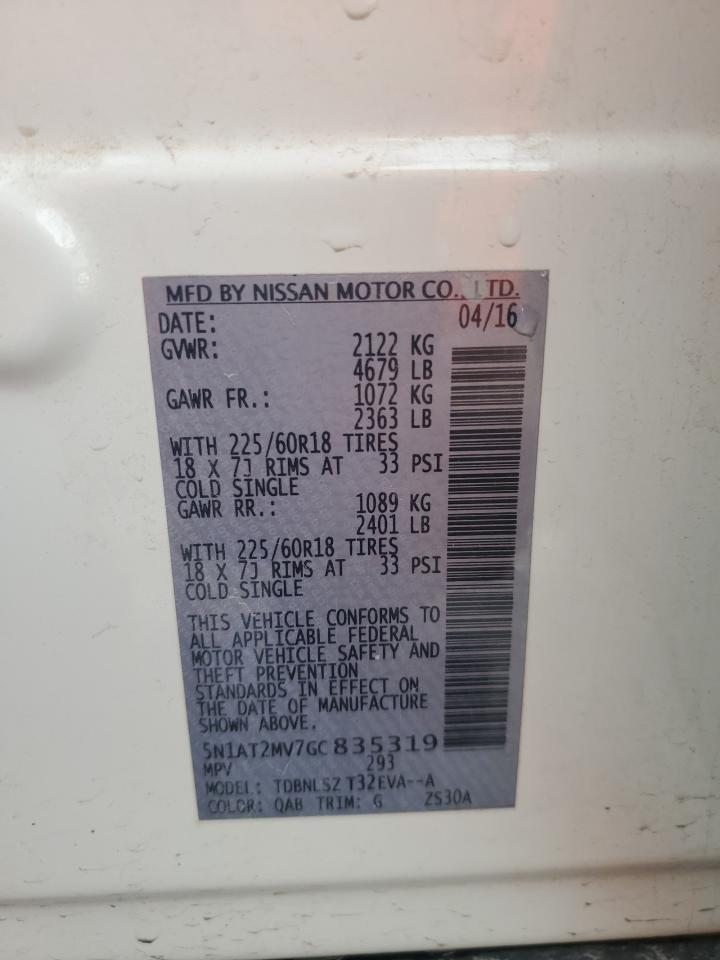 MFD BY NISSAN MOTOR CO., LTD.
DATE: 04/16
GVWR: 2122 KG
4679 LB
GAWR FR.: 1072 KG
2363 LB
WITH 225/60R18 TIRES
18 X 7J RIMS AT 33 PSI
COLD SINGLE
GAWR RR.: 1089 KG
2401 LB
WITH 225/60R18 TIRES
18 X 7J RIMS AT 33 PSI
COLD SINGLE
THIS VEHICLE CONFORMS TO
ALL APPLICABLE FEDERAL
MOTOR VEHICLE SAFETY AND
THEFT PREVENTION
STANDARDS IN EFFECT ON
THE DATE OF MANUFACTURE
SHOWN ABOVE.
5N1AT2MV7GC835319
MPV 293
MODEL: TDBNLSZ T32EVA--A
COLOR: QAB TRIM: G ZS30A